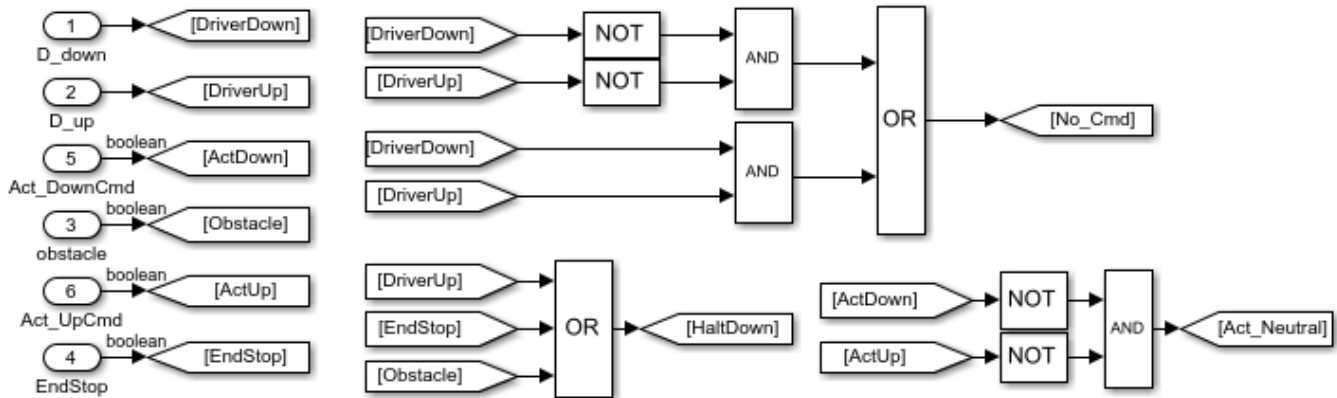 1
[DriverDown]
D_down
2
[DriverUp]
D_up
boolean
5
[ActDown]
Act_DownCmd
boolean
3
[Obstacle]
obstacle
boolean
6
[ActUp]
Act_UpCmd
boolean
4
[EndStop]
EndStop
[DriverDown]
NOT
[DriverUp]
NOT
AND
[DriverDown]
[DriverUp]
AND
OR
[No_Cmd]
[DriverUp]
[EndStop]
[Obstacle]
OR
[HaltDown]
[ActDown]
NOT
[ActUp]
NOT
AND
[Act_Neutral]